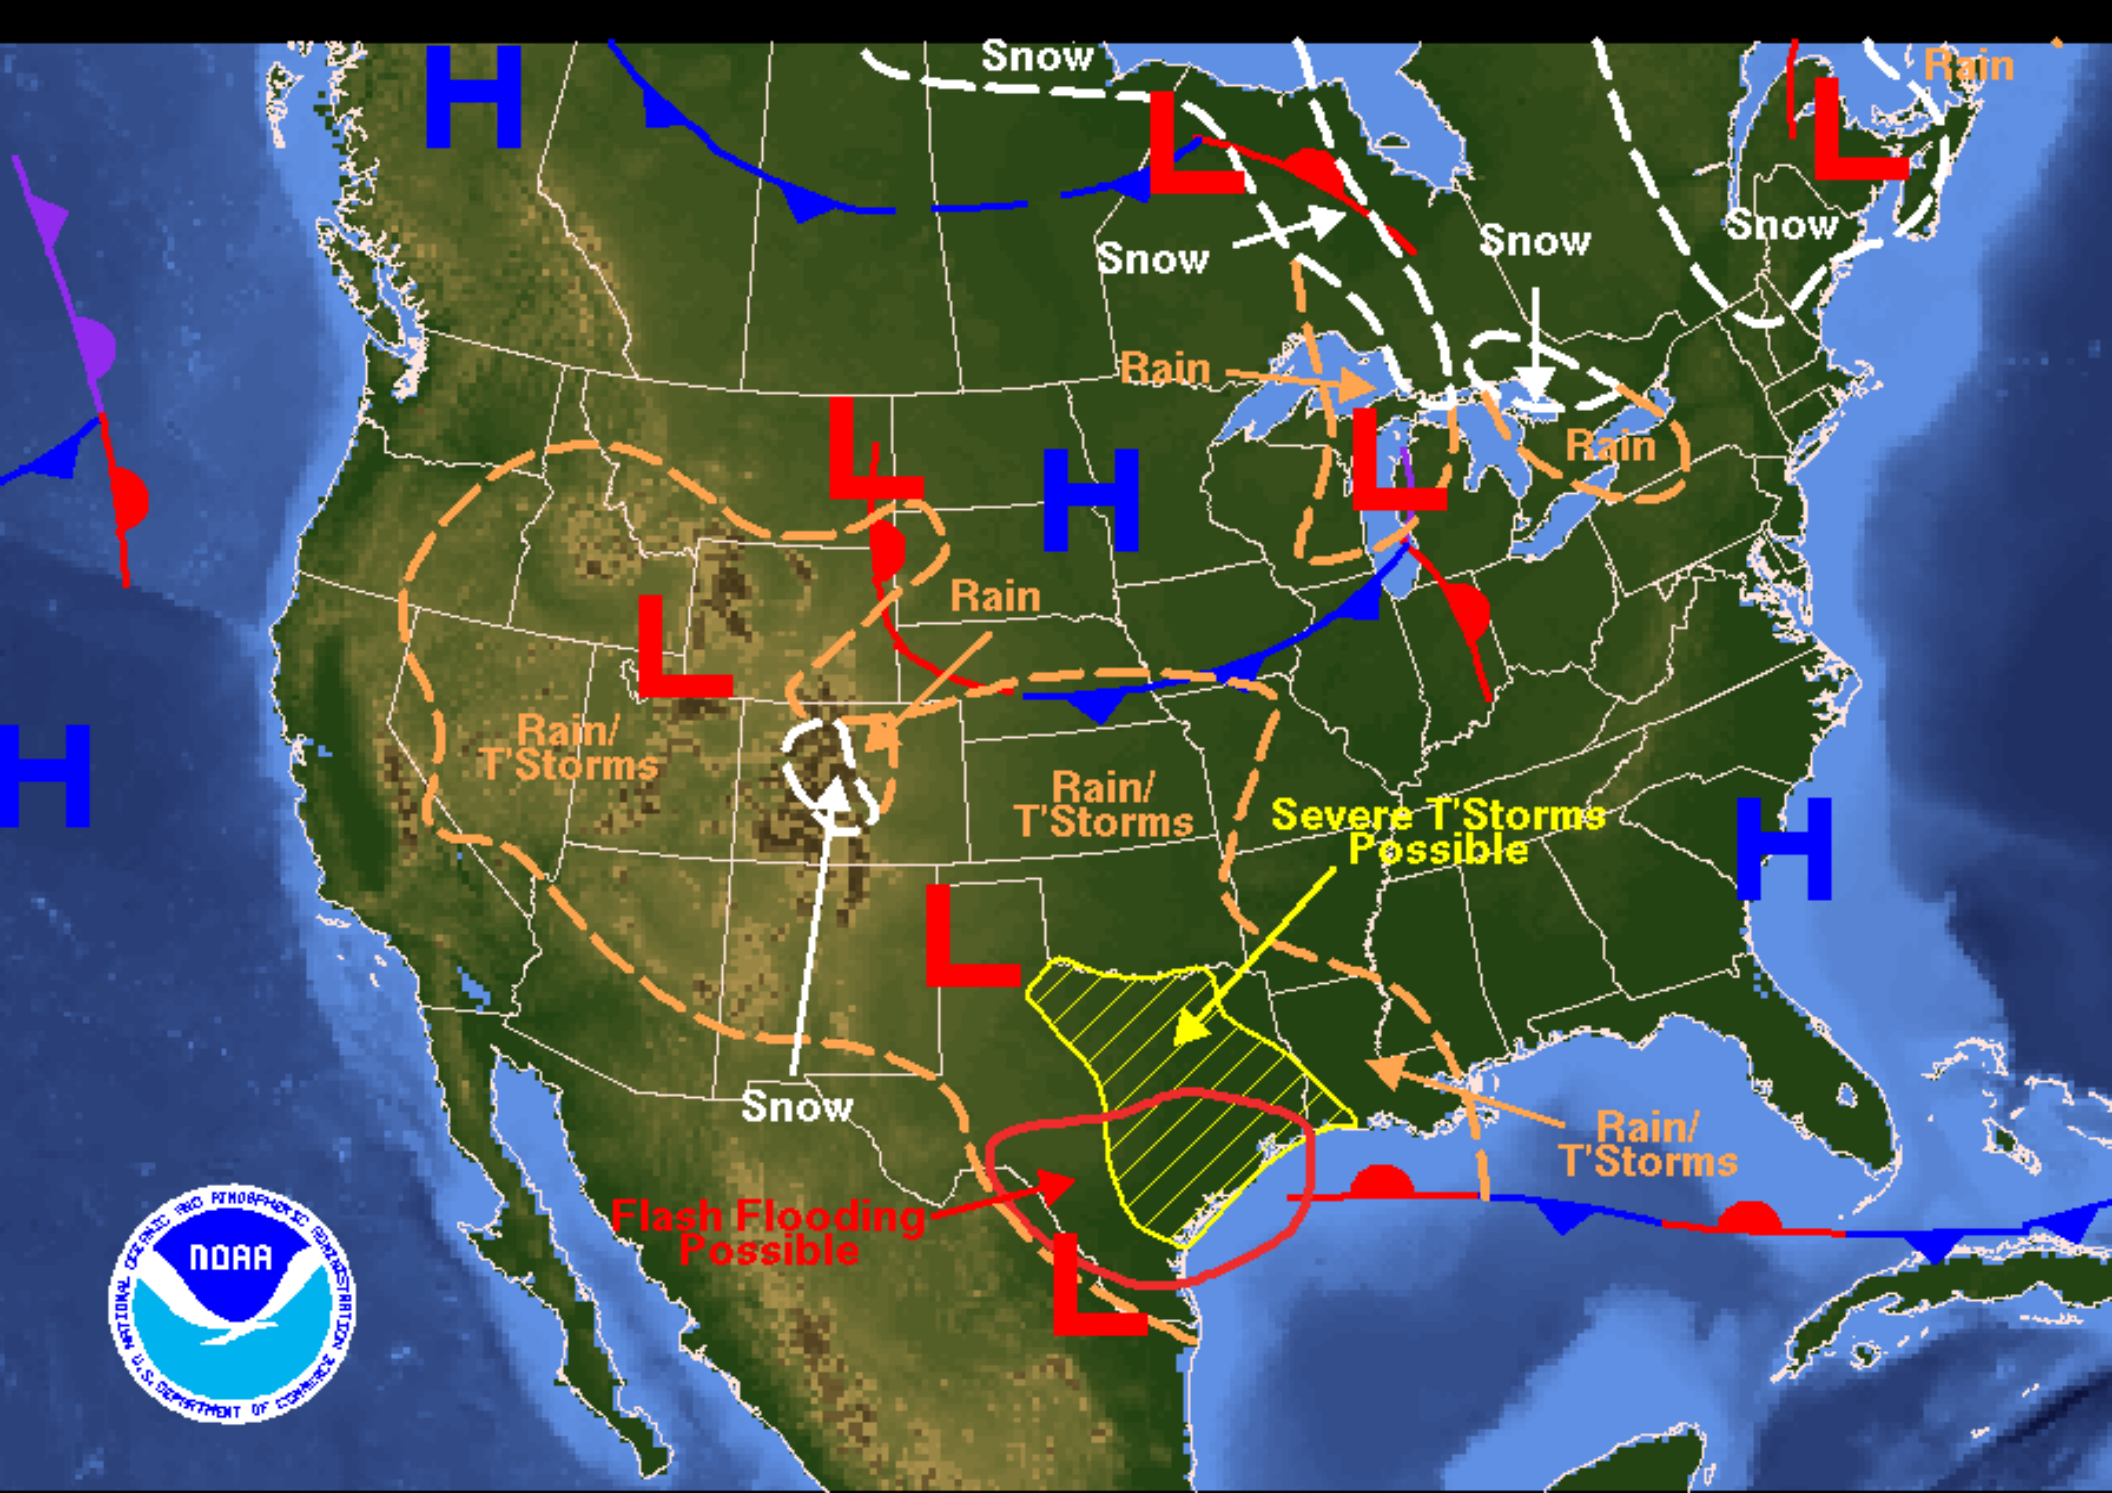 Snow
Rain
H
L
L
Snow
Snow
Snow
Rain
L
L
Rain
H
L
Rain
Rain/
T'Storms
H
Rain/
T'Storms
Severe T'Storms
Possible
H
L
Snow
Rain/
T'Storms
Flash Flooding
Possible
L
NOAA
NATIONAL OCEANIC AND ATMOSPHERIC ADMINISTRATION
U.S. DEPARTMENT OF COMMERCE